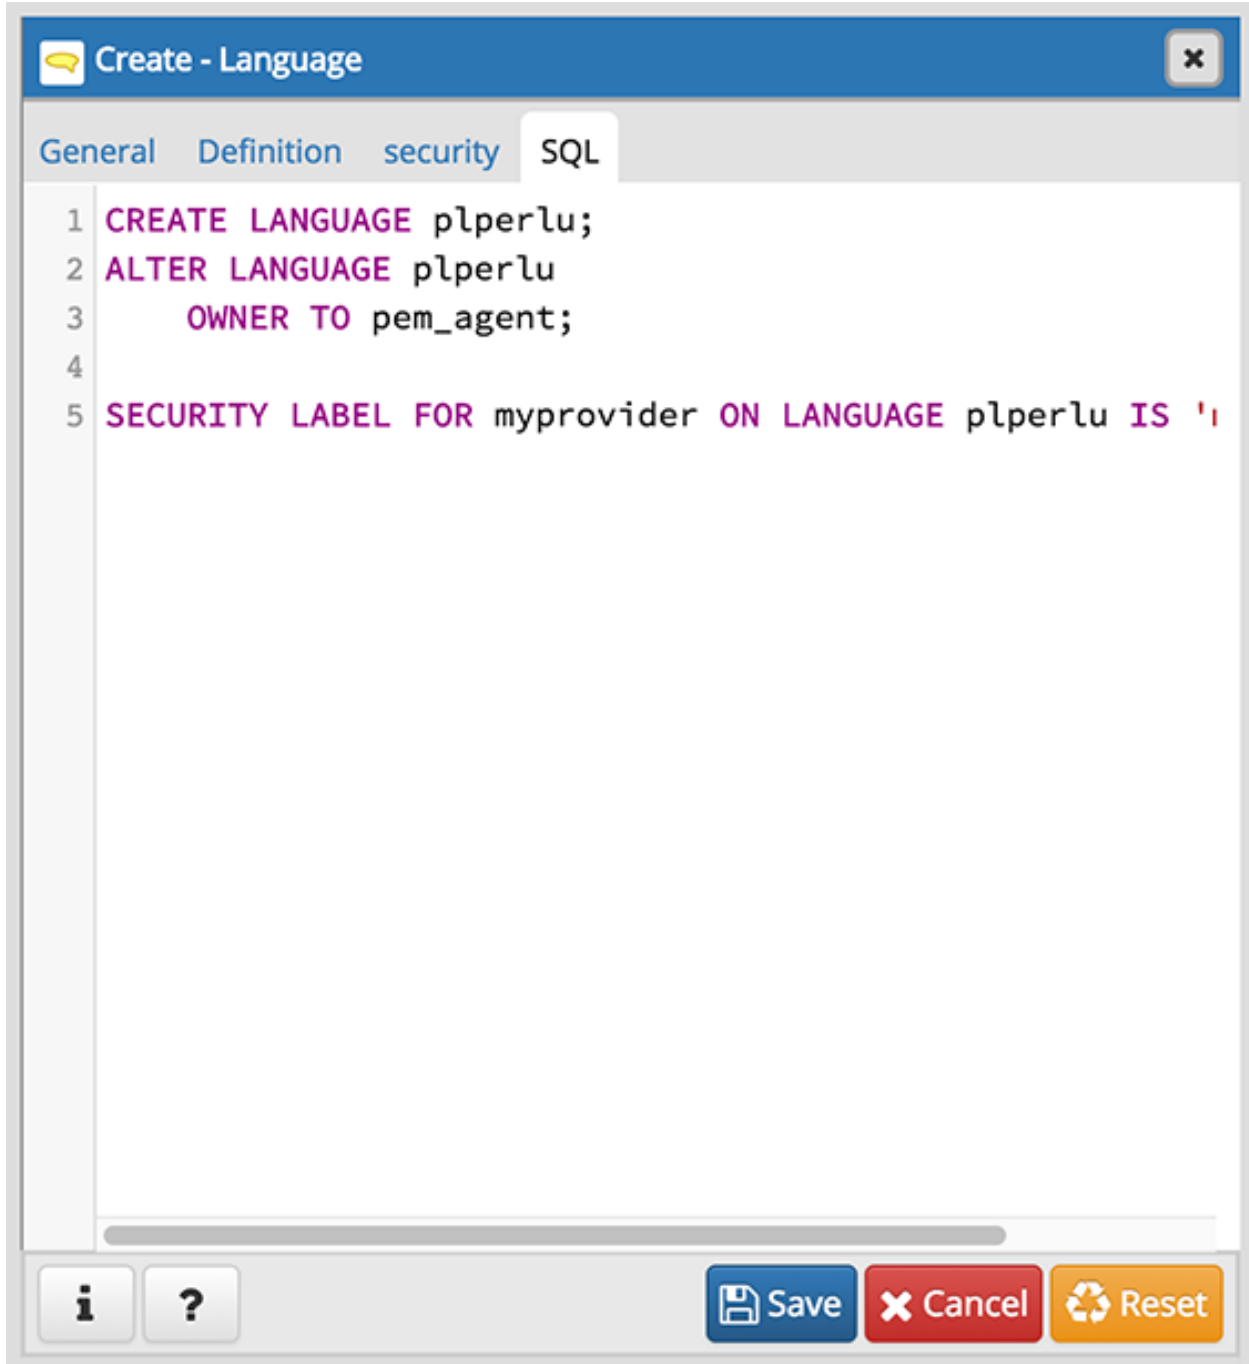 Create - Language
General Definition security SQL
1 CREATE LANGUAGE plperlu;
2 ALTER LANGUAGE plperlu
3 OWNER TO pem_agent;
4
5 SECURITY LABEL FOR myprovider ON LANGUAGE plperlu IS '
i ? Save Cancel Reset